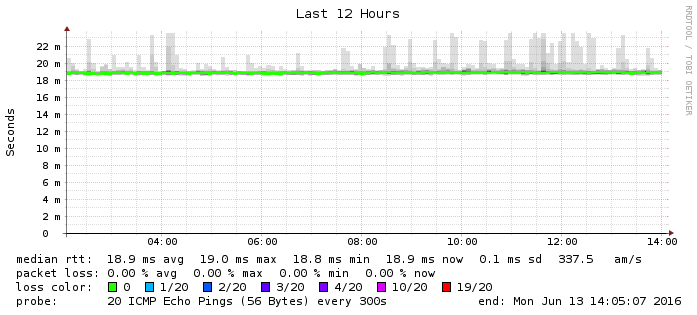 Last 12 Hours
RRDTOOL / TOBI OETIKER
Seconds
22 m
20 m
18 m
16 m
14 m
12 m
10 m
8 m
6 m
4 m
2 m
0
04:00 06:00 08:00 10:00 12:00 14:00
median rtt: 18.9 ms avg 19.0 ms max 18.8 ms min 18.9 ms now 0.1 ms sd 337.5 am/s
packet loss: 0.00 % avg 0.00 % max 0.00 % min 0.00 % now
loss color: 0 1/20 2/20 3/20 4/20 10/20 19/20
probe: 20 ICMP Echo Pings (56 Bytes) every 300s end: Mon Jun 13 14:05:07 2016